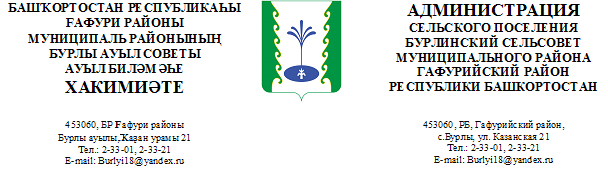 БАШҠОРТОСТАН РЕСПУБЛИКАҺЫ
ҒАФУРИ РАЙОНЫ
МУНИЦИПАЛЬ РАЙОНЫНЫҢ
БУРЛЫ АУЫЛ СОВЕТЫ
АУЫЛ БИЛӘМӘҺЕ
ХАКИМИӘТЕ
453060, БР Ғафури районы
Бурлы ауылы,Ҡаҙан урамы 21
Тел.: 2-33-01, 2-33-21
E-mail: Burlyi18@yandex.ru
АДМИНИСТРАЦИЯ
СЕЛЬСКОГО ПОСЕЛЕНИЯ
БУРЛИНСКИЙ СЕЛЬСОВЕТ
МУНИЦИПАЛЬНОГО РАЙОНА
ГАФУРИЙСКИЙ РАЙОН
РЕСПУБЛИКИ БАШКОРТОСТАН
453060, РБ, Гафурийский район,
с.Бурлы, ул. Казанская 21
Тел.: 2-33-01, 2-33-21
E-mail: Burlyi18@yandex.ru